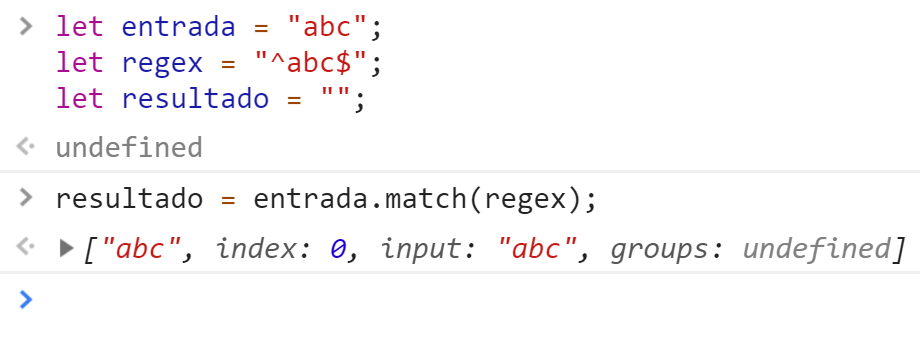 let entrada = "abc";
let regex = "^abc$";
let resultado = "";
undefined
resultado = entrada.match(regex);
["abc", index: 0, input: "abc", groups: undefined]